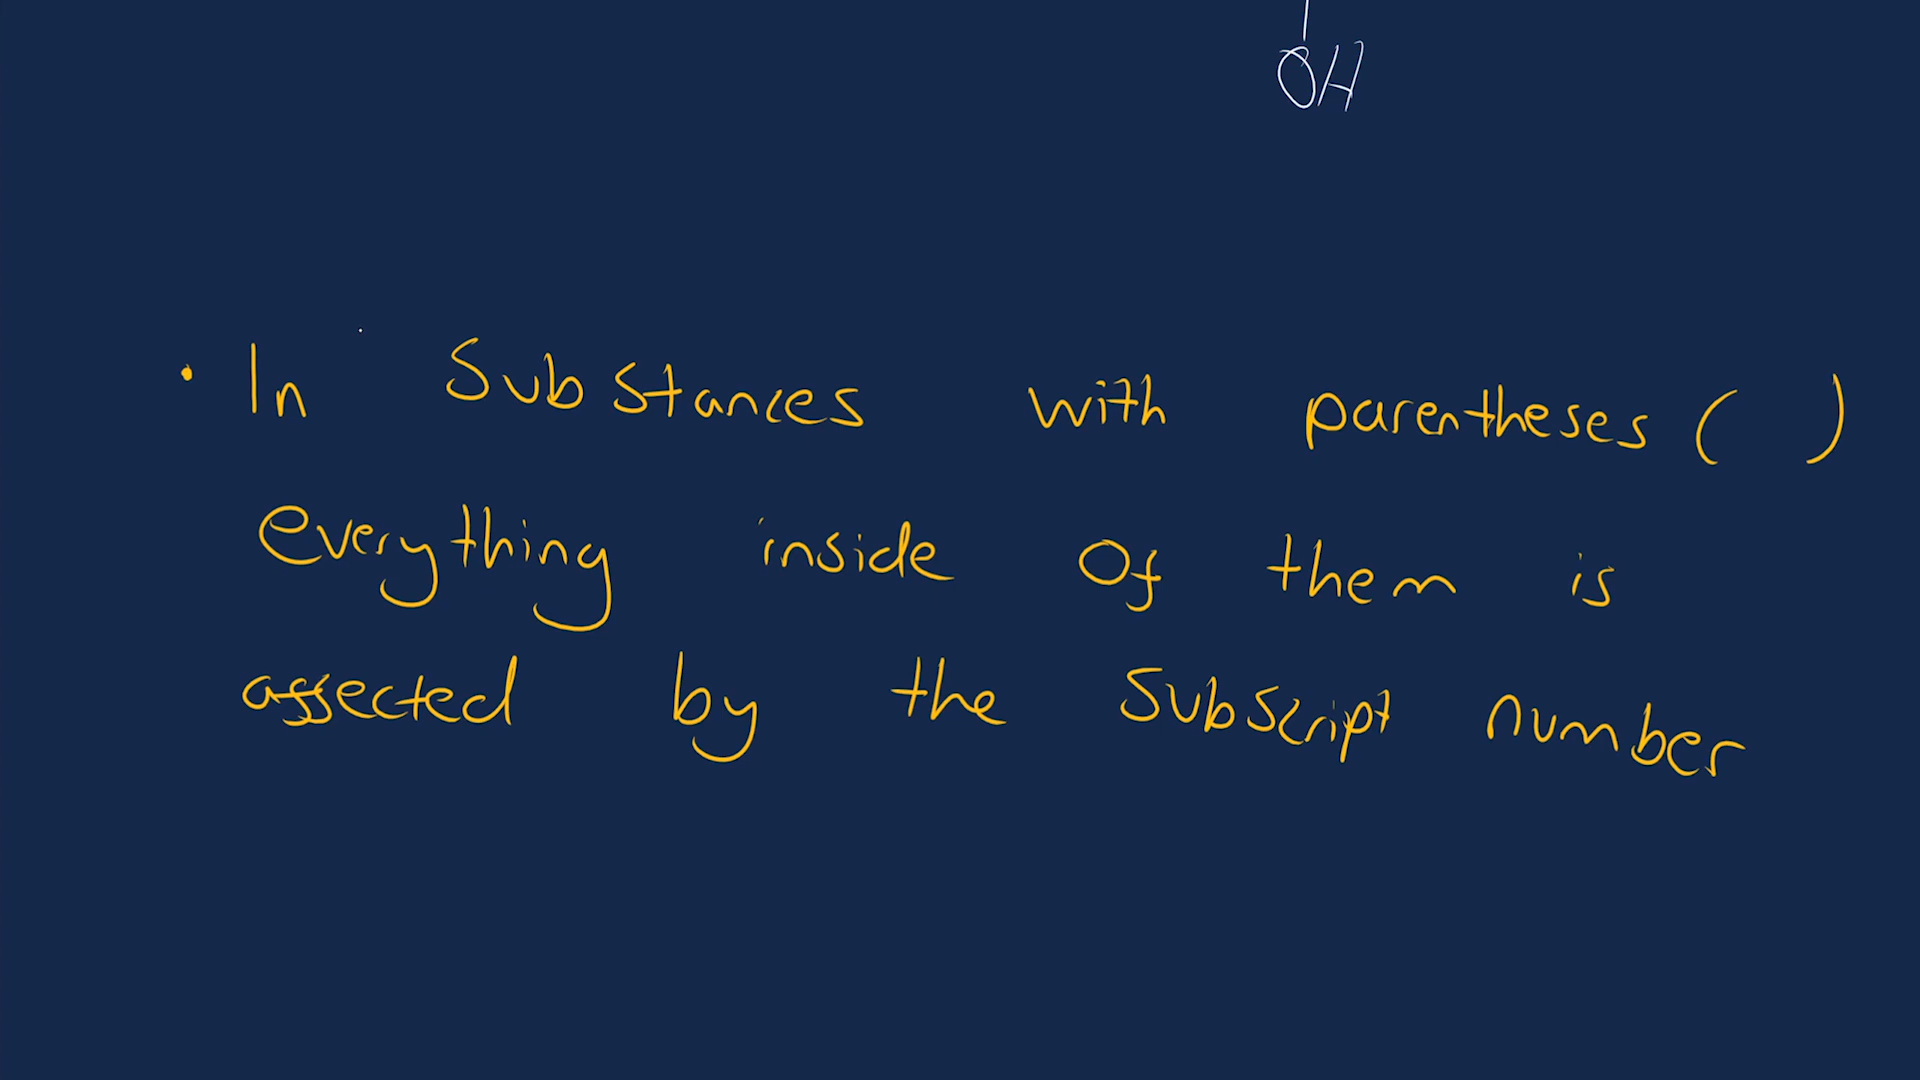 OH
• In Substances with parentheses ( )
everything inside of them is
affected by the subscript number